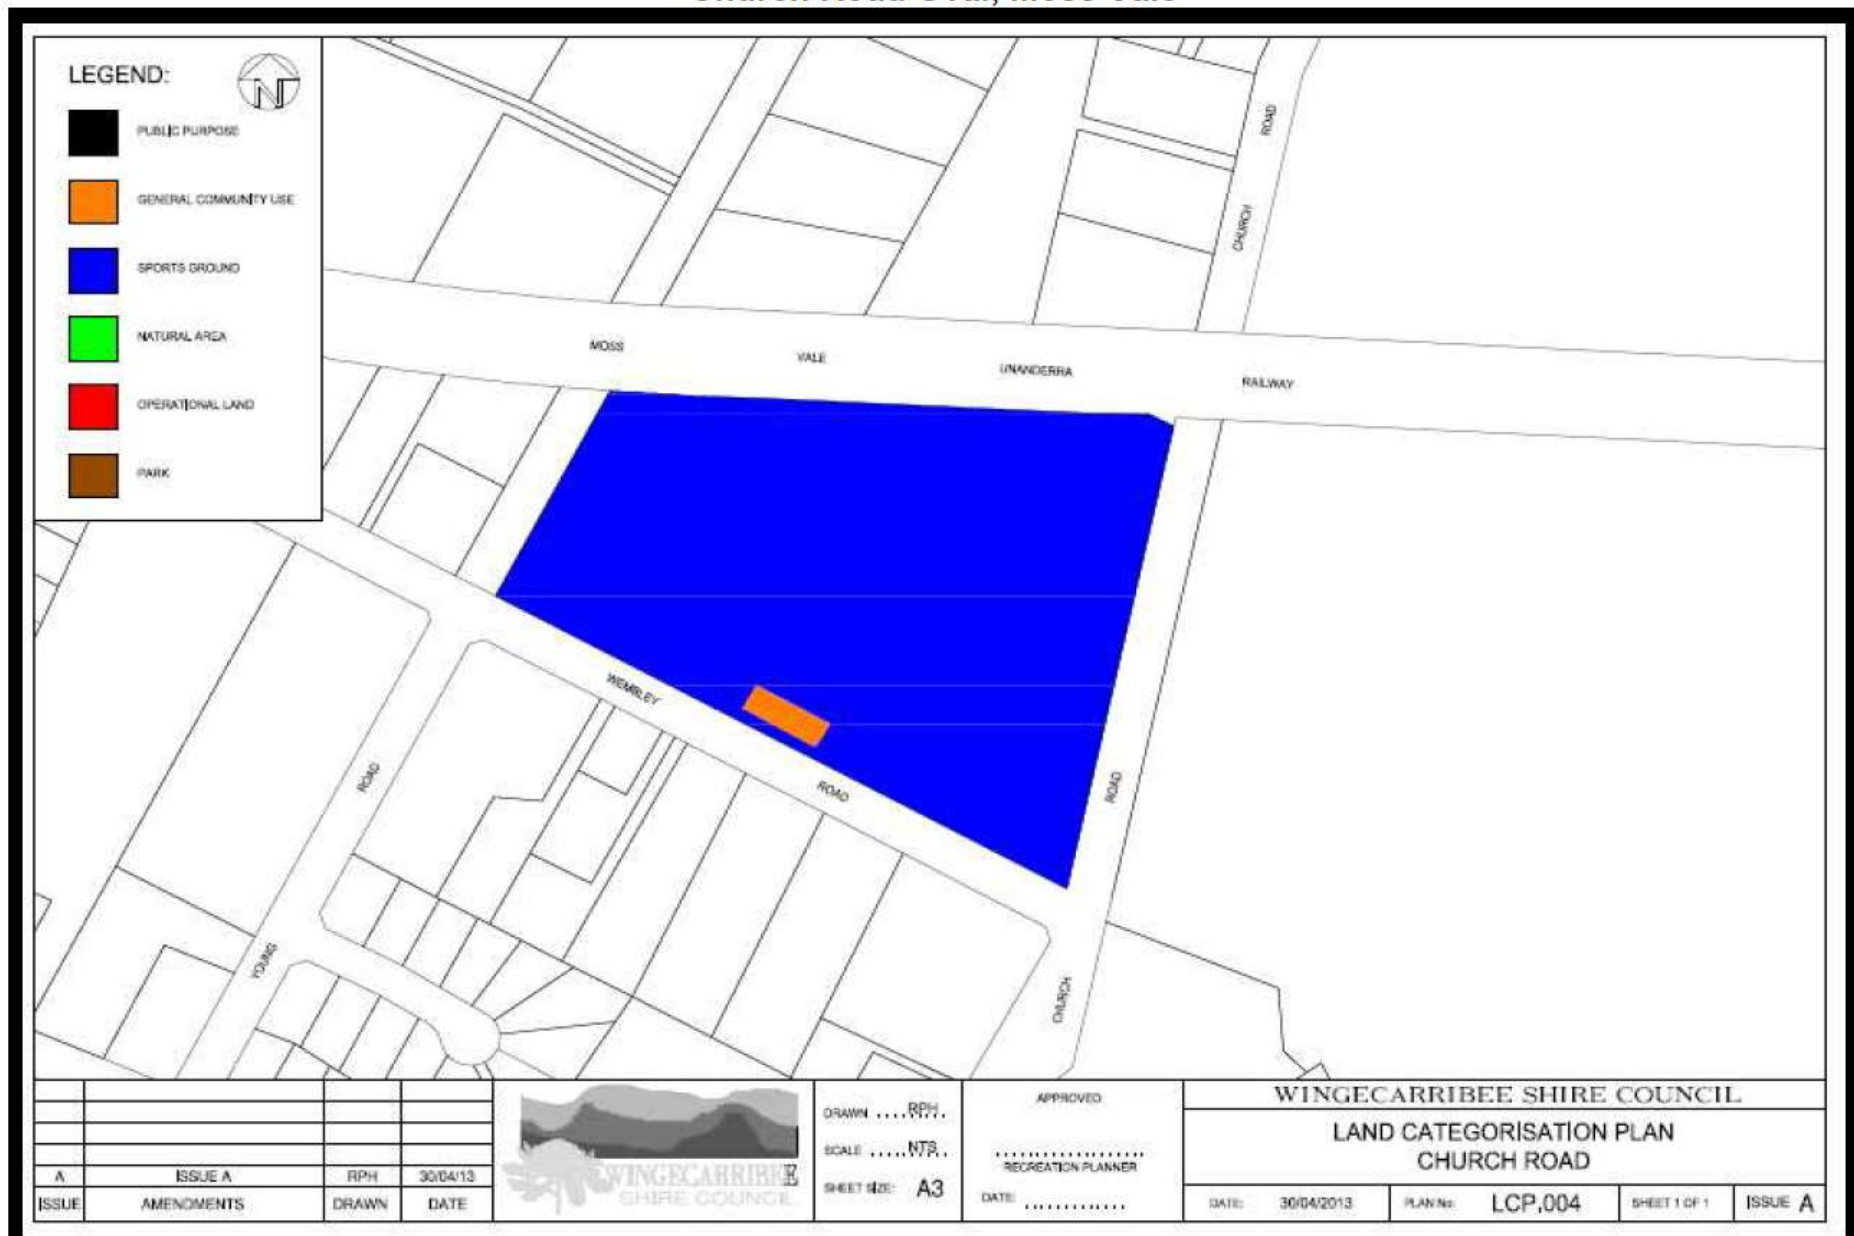 LEGEND:
N
PUBLIC PURPOSE
GENERAL COMMUNITY USE
SPORTS GROUND
NATURAL AREA
OPERATIONAL LAND
PARK
CHURCH ROAD
MOSS VALE UNANDERRA RAILWAY
WEMBLEY ROAD
YOUNG ROAD
CHURCH ROAD
A ISSUE A RPH 30/04/13
ISSUE AMENDMENTS DRAWN DATE
WINGECARRIBEE
SHIRE COUNCIL
DRAWN ....RPH..
SCALE .....NTS..
SHEET SIZE: A3
APPROVED
RECREATION PLANNER
DATE:
WINGECARRIBEE SHIRE COUNCIL
LAND CATEGORISATION PLAN
CHURCH ROAD
DATE: 30/04/2013 PLAN No: LCP.004 SHEET 1 OF 1 ISSUE A